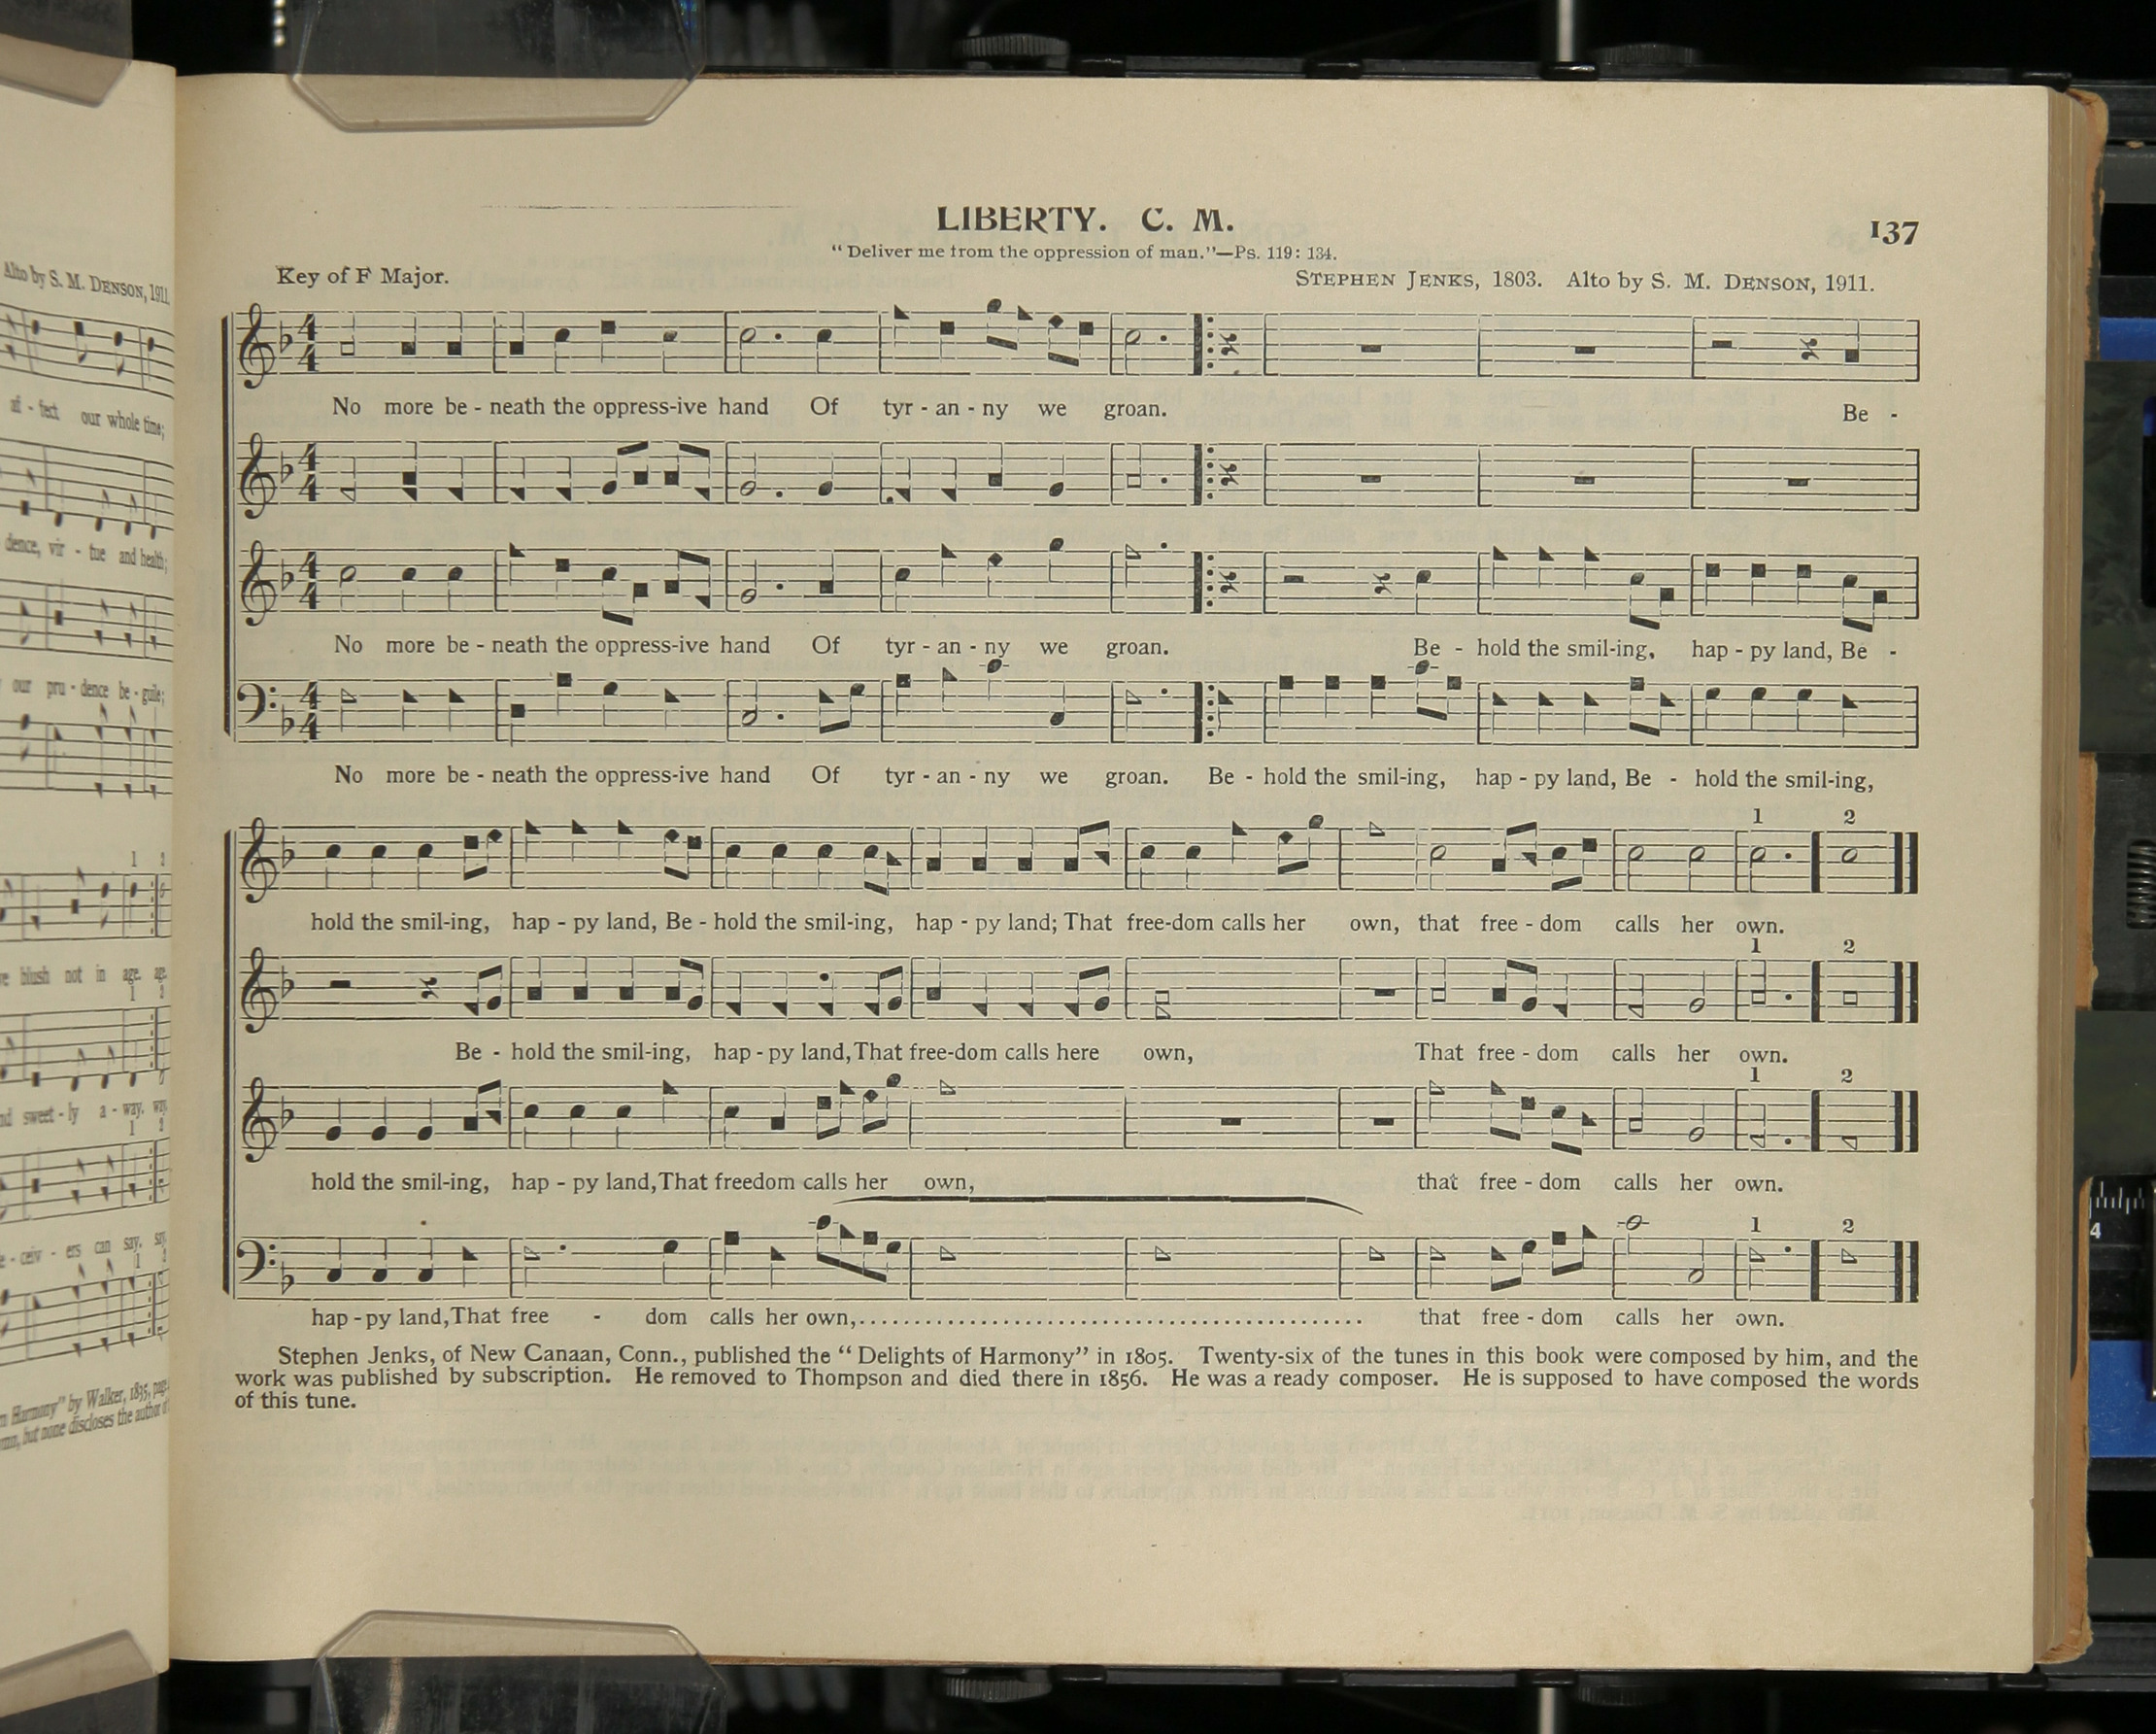 Alto by S. M. DENSON, 1911.
af - fect our whole time;
dence, vir - tue and health;
our pru - dence be - guile;
ve blush not in age. age.
nd sweet - ly a - way. way.
e - ceiv - ers can say. say.
n Harmony" by Walker, 1835, page
but none discloses the author of
LIBERTY. C. M.
137
"Deliver me from the oppression of man."—Ps. 119: 134.
Key of F Major.
STEPHEN JENKS, 1803. Alto by S. M. DENSON, 1911.
4
4
No more be - neath the oppress-ive hand Of tyr - an - ny we groan. Be -
4
4
4
4
No more be - neath the oppress-ive hand Of tyr - an - ny we groan. Be - hold the smil-ing, hap - py land, Be -
4
4
No more be - neath the oppress-ive hand Of tyr - an - ny we groan. Be - hold the smil-ing, hap - py land, Be - hold the smil-ing,
1 2
hold the smil-ing, hap - py land, Be - hold the smil-ing, hap - py land; That free-dom calls her own, that free - dom calls her own.
1 2
Be - hold the smil-ing, hap - py land, That free-dom calls here own, That free - dom calls her own.
1 2
hold the smil-ing, hap - py land, That freedom calls her own, that free - dom calls her own.
1 2
hap - py land, That free - dom calls her own,........................................ that free - dom calls her own.
Stephen Jenks, of New Canaan, Conn., published the "Delights of Harmony" in 1805. Twenty-six of the tunes in this book were composed by him, and the
work was published by subscription. He removed to Thompson and died there in 1856. He was a ready composer. He is supposed to have composed the words
of this tune.
4